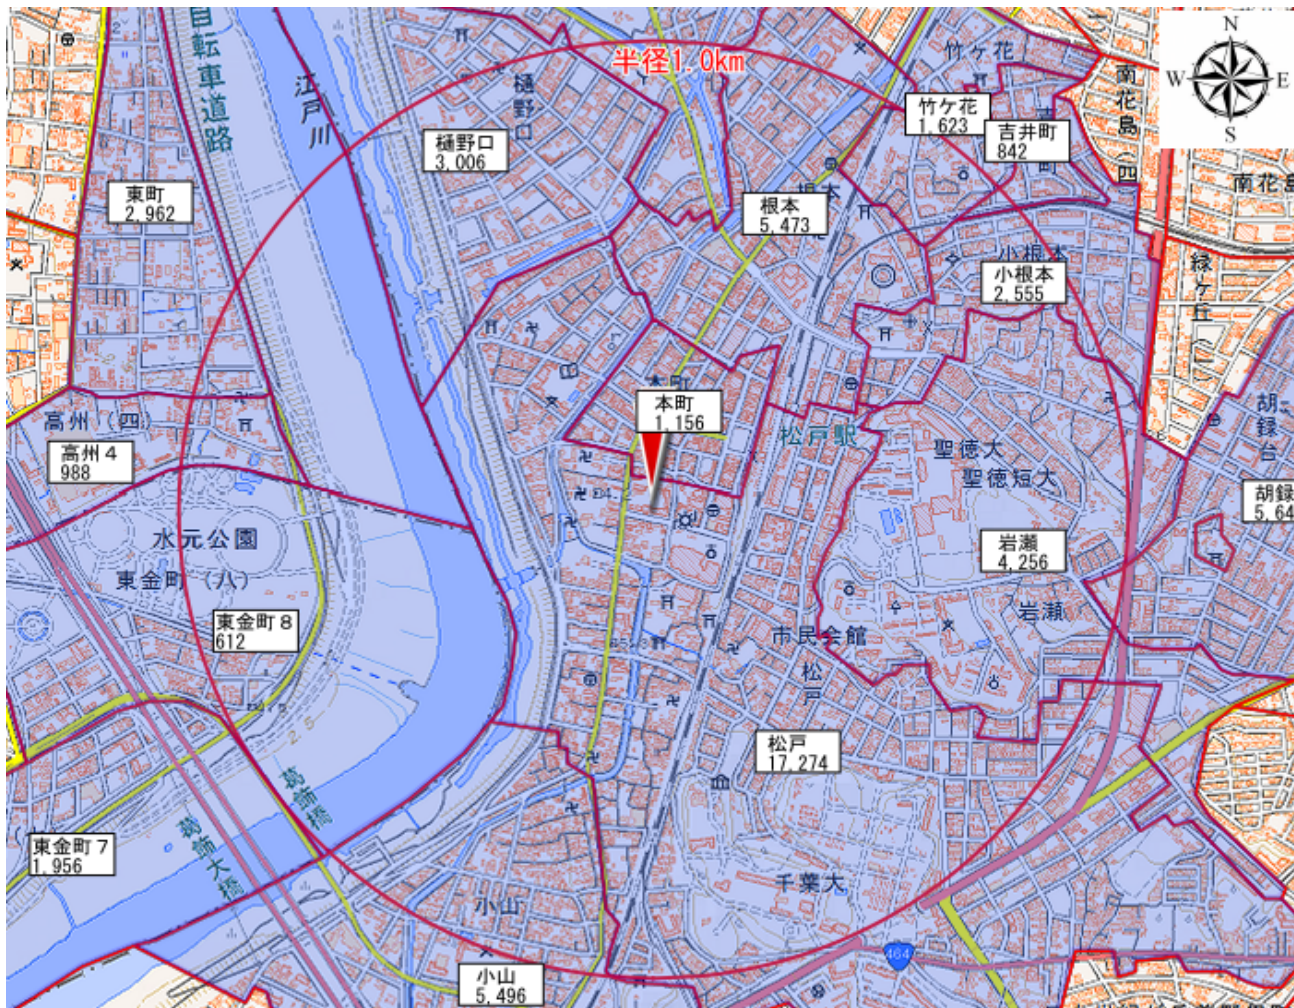 半径1.0km
N
W
E
S
自転車道路
江戸川
樋野口
樋野口
3,006
竹ケ花
竹ケ花
1,623
吉井町
842
南花島(四)
南花島
東町
2,962
根本
根本
5,473
小根本
小根本
2,555
緑ケ丘
胡録台
高州(四)
高州4
988
本町
1,156
松戸駅
聖徳大
聖徳短大
水元公園
東金町(八)
東金町8
612
岩瀬
4,256
岩瀬
市民会館
松戸
松戸
17,274
葛飾橋
葛飾大橋
東金町7
1,956
千葉大
小山
小山
5,496
464